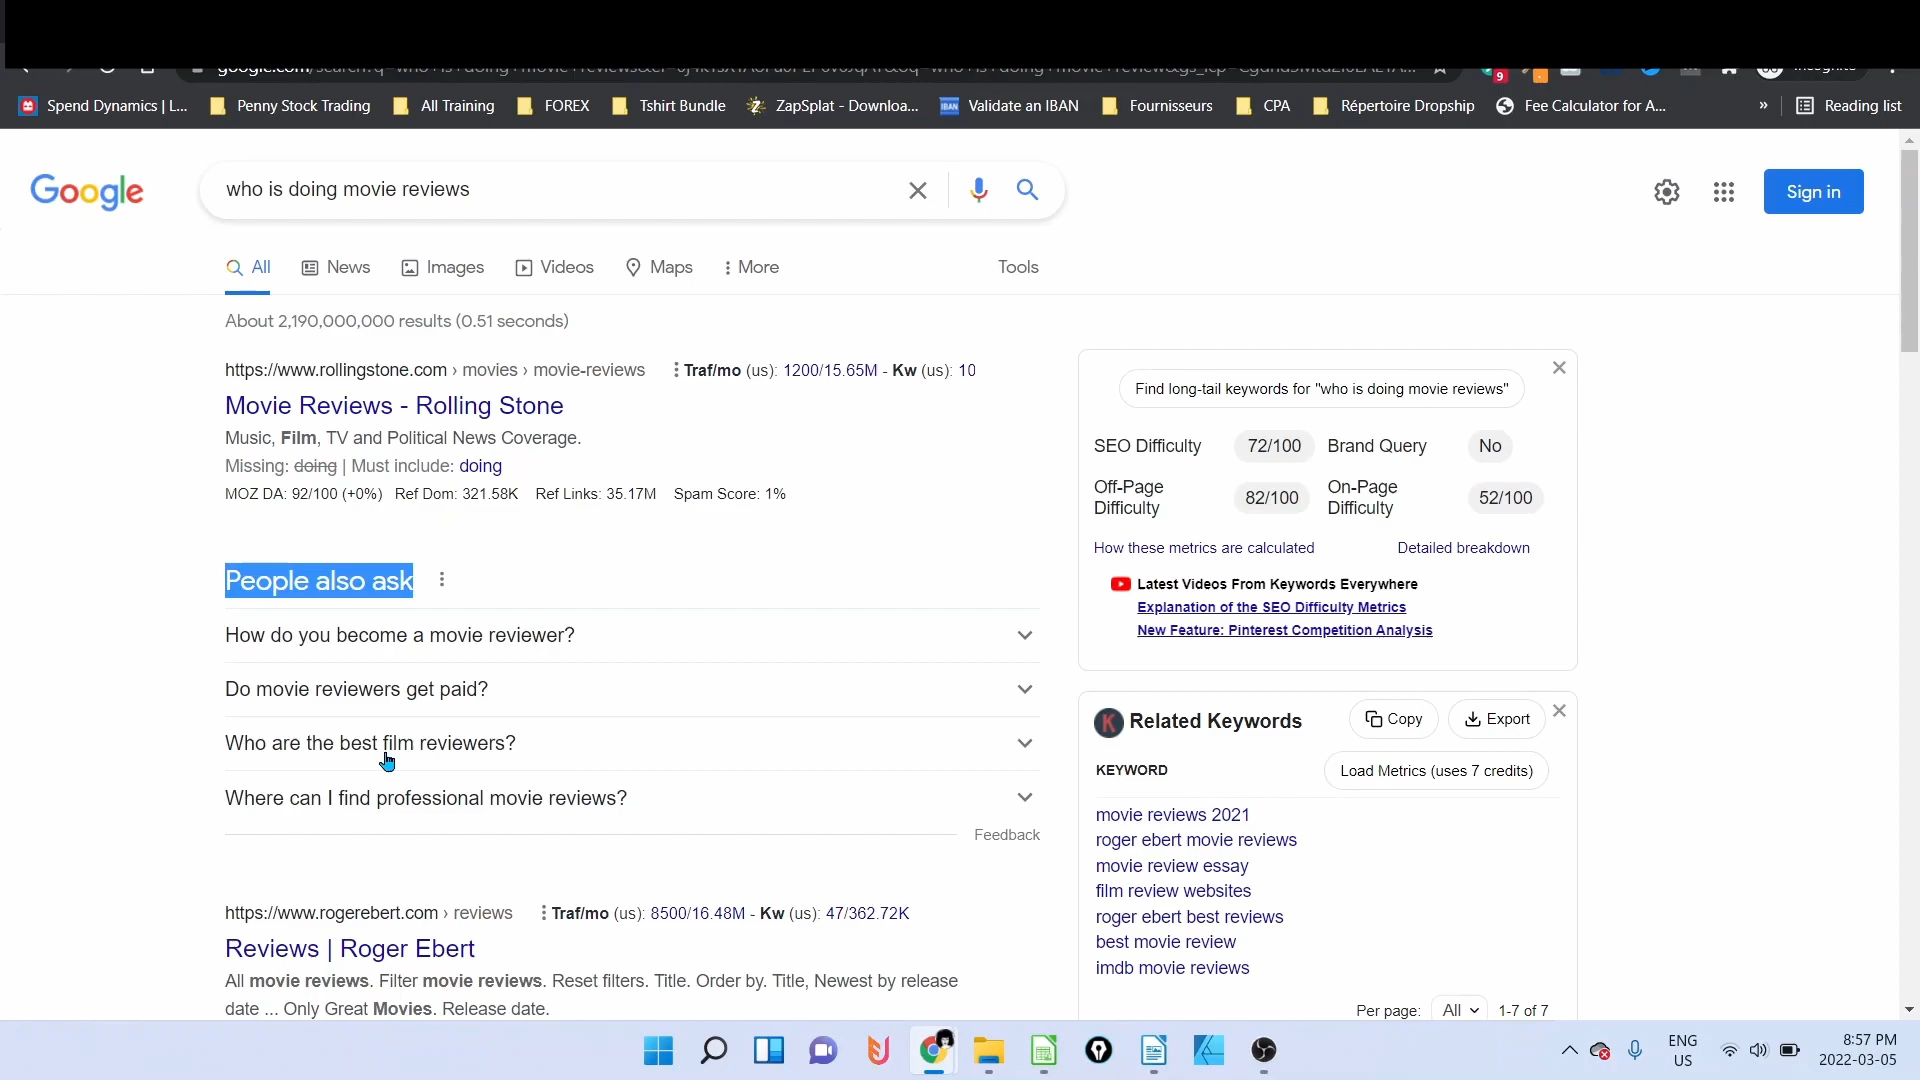 9
Spend Dynamics | L...
Penny Stock Trading
All Training
FOREX
Tshirt Bundle
ZapSplat - Downloa...
IBAN
Validate an IBAN
Fournisseurs
CPA
Répertoire Dropship
Fee Calculator for A...
»
Reading list
Google
who is doing movie reviews
Sign in
All
News
Images
Videos
Maps
More
Tools
About 2,190,000,000 results (0.51 seconds)
https://www.rollingstone.com › movies › movie-reviews
Traf/mo (us): 1200/15.65M - Kw (us): 10
Movie Reviews - Rolling Stone
Music, Film, TV and Political News Coverage.
Missing: doing | Must include: doing
MOZ DA: 92/100 (+0%) Ref Dom: 321.58K Ref Links: 35.17M Spam Score: 1%
People also ask
How do you become a movie reviewer?
Do movie reviewers get paid?
Who are the best film reviewers?
Where can I find professional movie reviews?
Feedback
https://www.rogerebert.com › reviews
Traf/mo (us): 8500/16.48M - Kw (us): 47/362.72K
Reviews | Roger Ebert
All movie reviews. Filter movie reviews. Reset filters. Title. Order by. Title, Newest by release
date ... Only Great Movies. Release date.
Find long-tail keywords for "who is doing movie reviews"
SEO Difficulty 72/100 Brand Query No
Off-Page Difficulty 82/100 On-Page Difficulty 52/100
How these metrics are calculated
Detailed breakdown
Latest Videos From Keywords Everywhere
Explanation of the SEO Difficulty Metrics
New Feature: Pinterest Competition Analysis
K
Related Keywords
Copy
Export
KEYWORD
Load Metrics (uses 7 credits)
movie reviews 2021
roger ebert movie reviews
movie review essay
film review websites
roger ebert best reviews
best movie review
imdb movie reviews
Per page: All 1-7 of 7
ENG
US
8:57 PM
2022-03-05